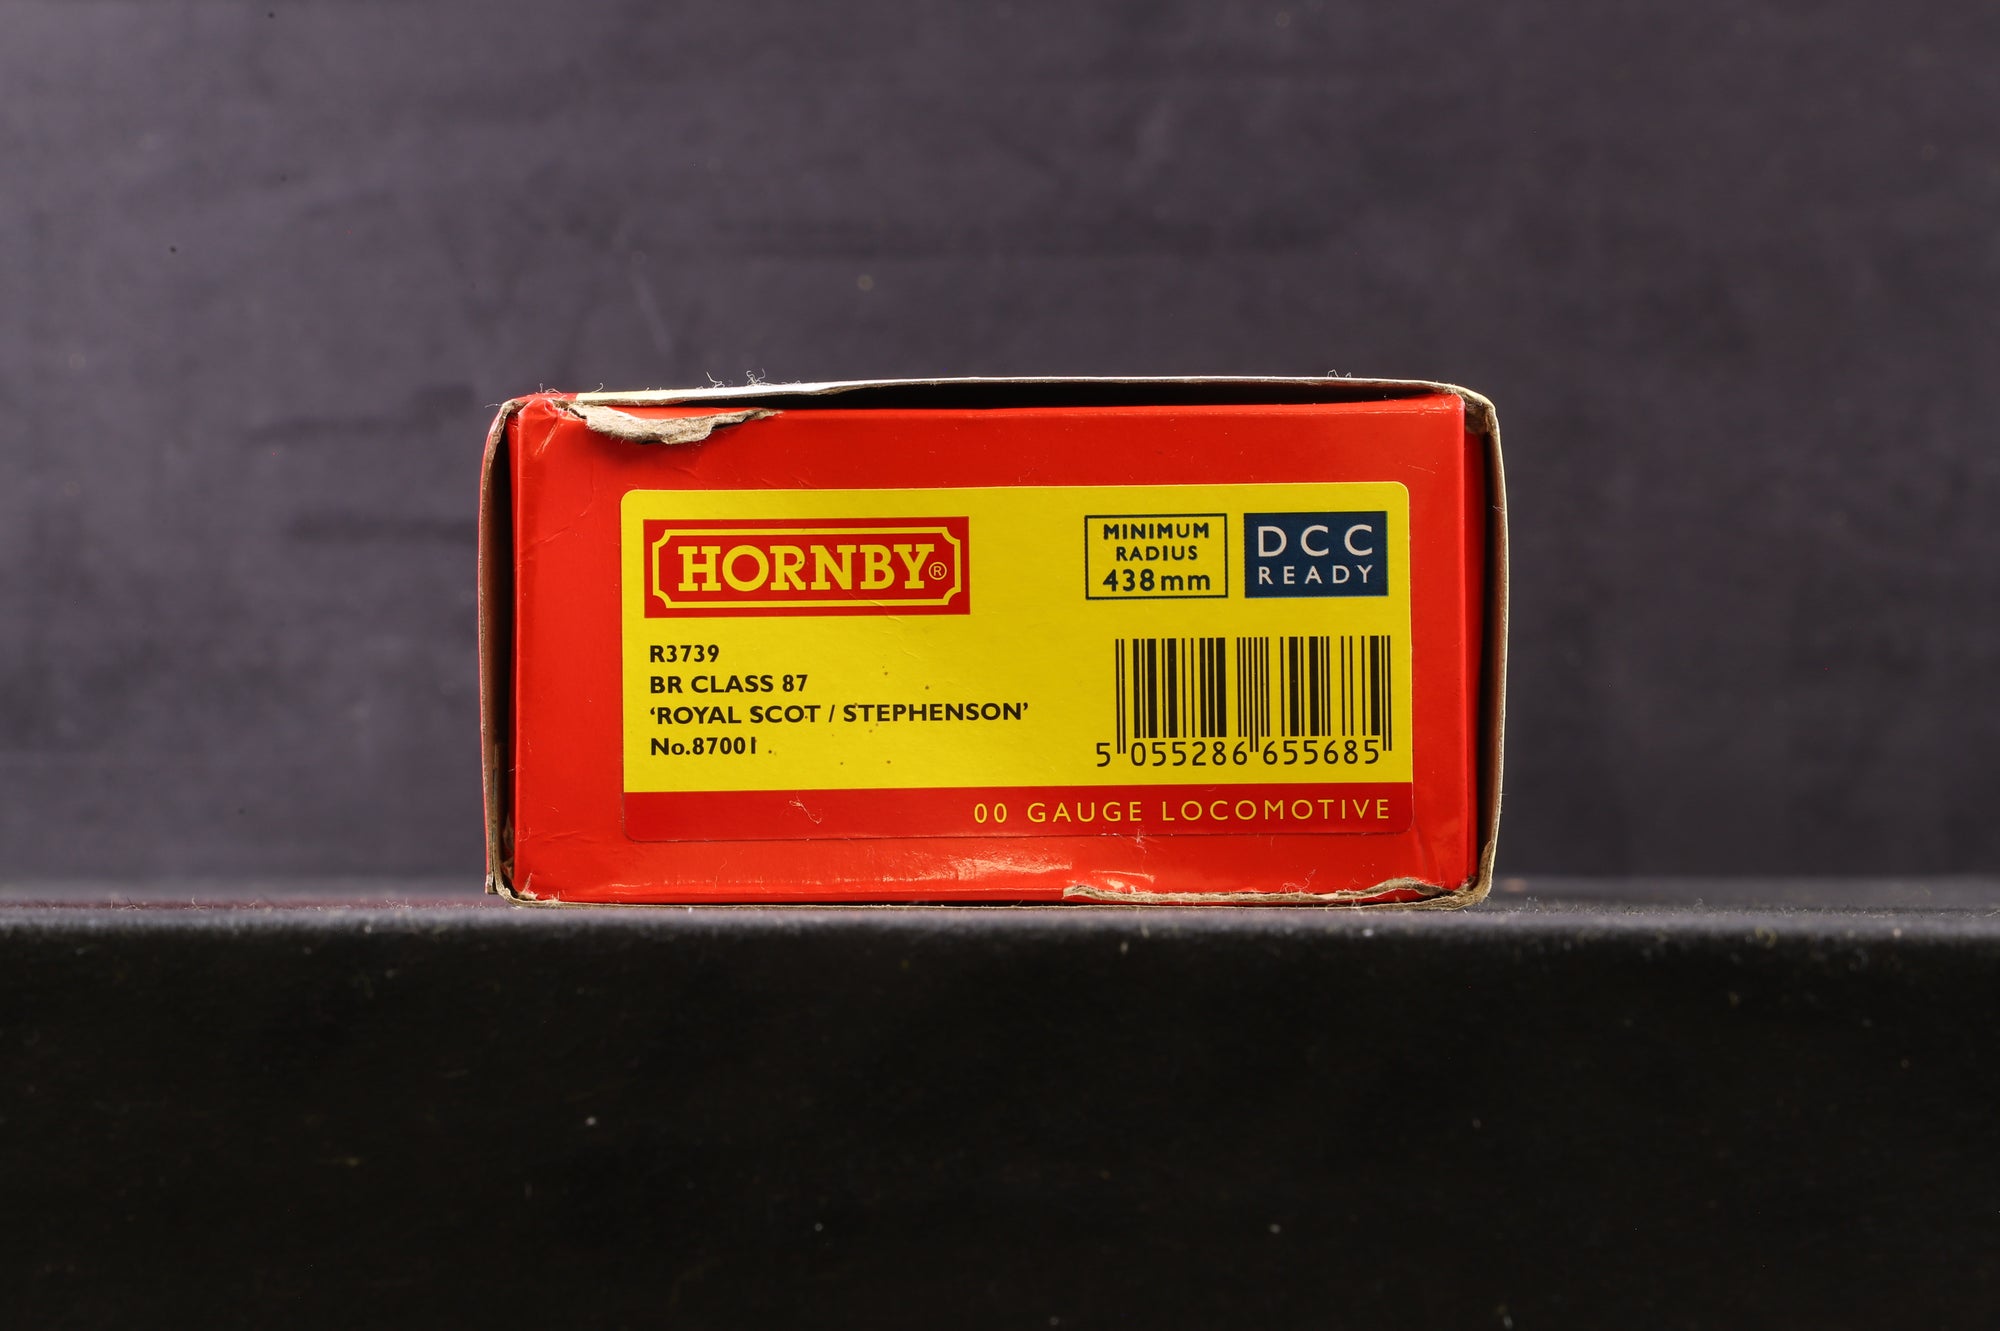 HORNBY®
MINIMUM
RADIUS
438mm
DCC
READY
R3739
BR CLASS 87
‘ROYAL SCOT / STEPHENSON’
No.87001
5 055286 655685
00 GAUGE LOCOMOTIVE